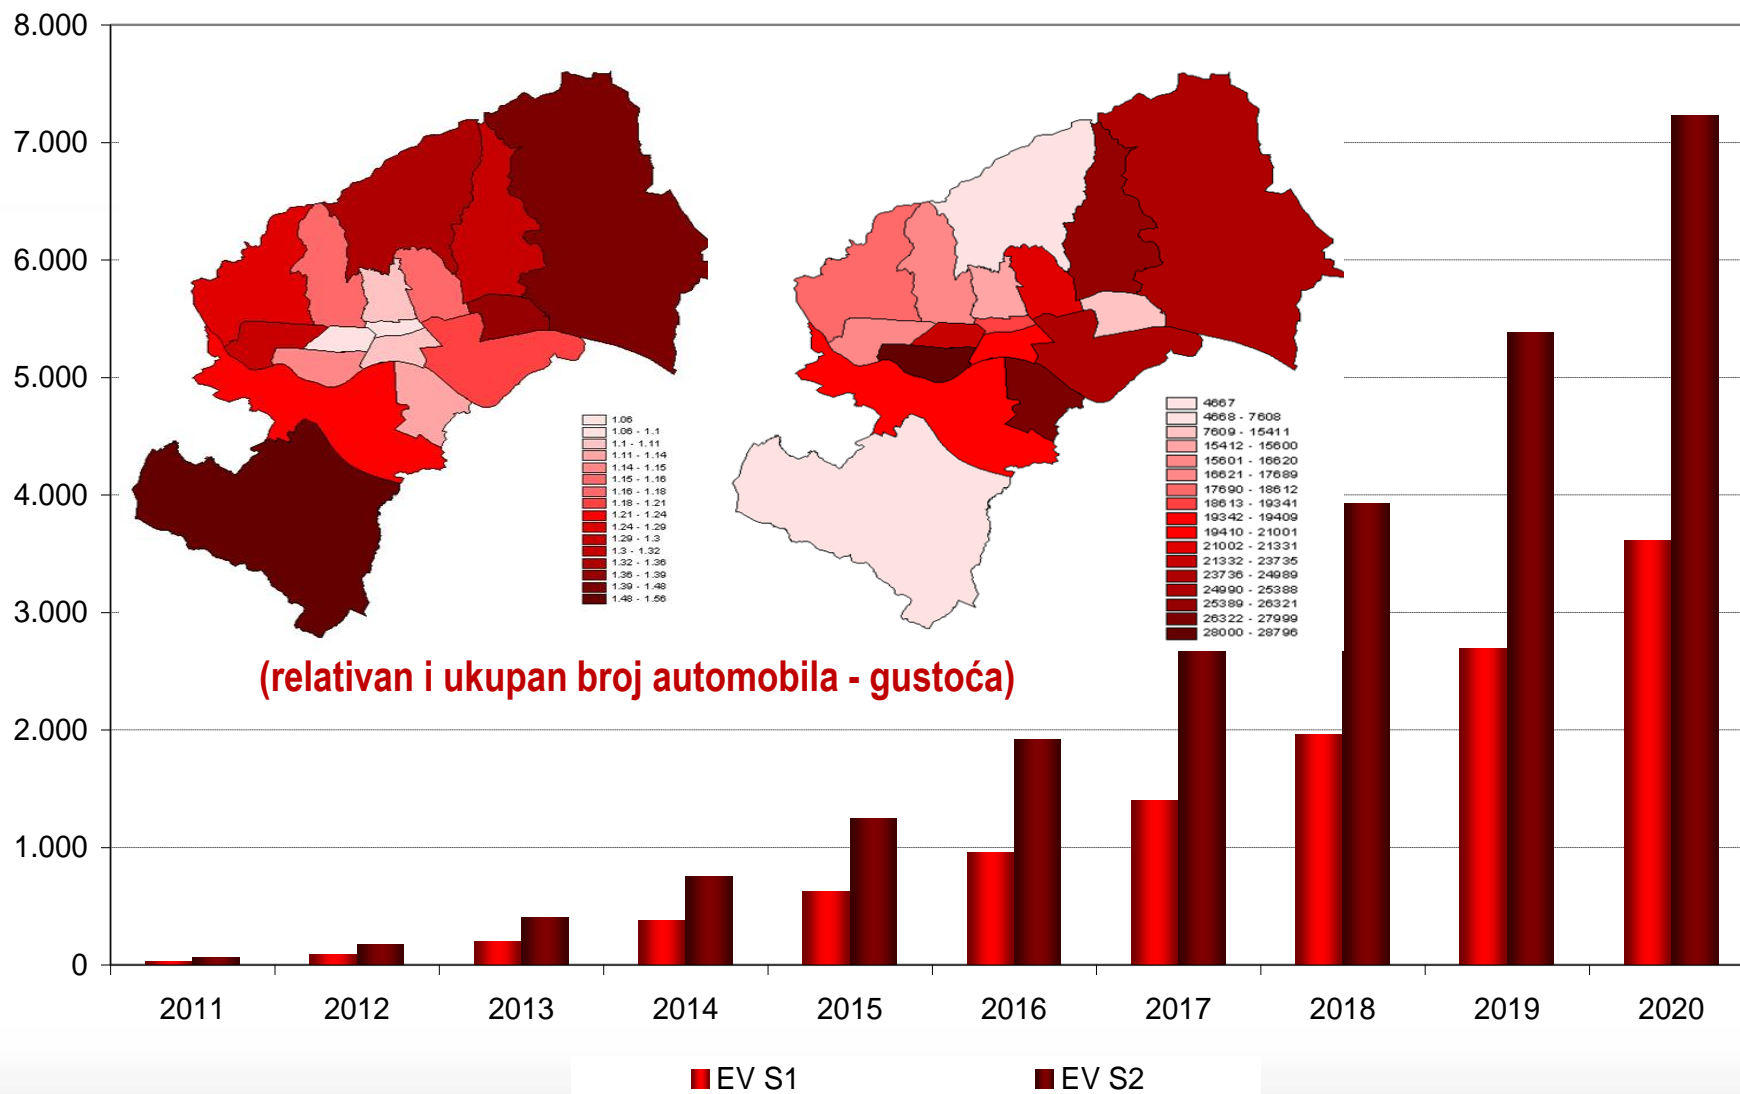 8.000
7.000
6.000
5.000
4.000
3.000
2.000
1.000
0
1.06
1.06 - 1.1
1.1 - 1.11
1.11 - 1.14
1.14 - 1.15
1.15 - 1.16
1.16 - 1.18
1.18 - 1.21
1.21 - 1.24
1.24 - 1.29
1.29 - 1.3
1.3 - 1.32
1.32 - 1.36
1.36 - 1.39
1.39 - 1.48
1.48 - 1.56
4667
4668 - 7608
7609 - 15411
15412 - 15600
15601 - 16620
16621 - 17689
17690 - 18612
18613 - 19341
19342 - 19409
19410 - 21001
21002 - 21331
21332 - 23735
23736 - 24989
24990 - 25388
25389 - 26321
26322 - 27999
28000 - 28796
(relativan i ukupan broj automobila - gustoća)
2011 2012 2013 2014 2015 2016 2017 2018 2019 2020
EV S1 EV S2